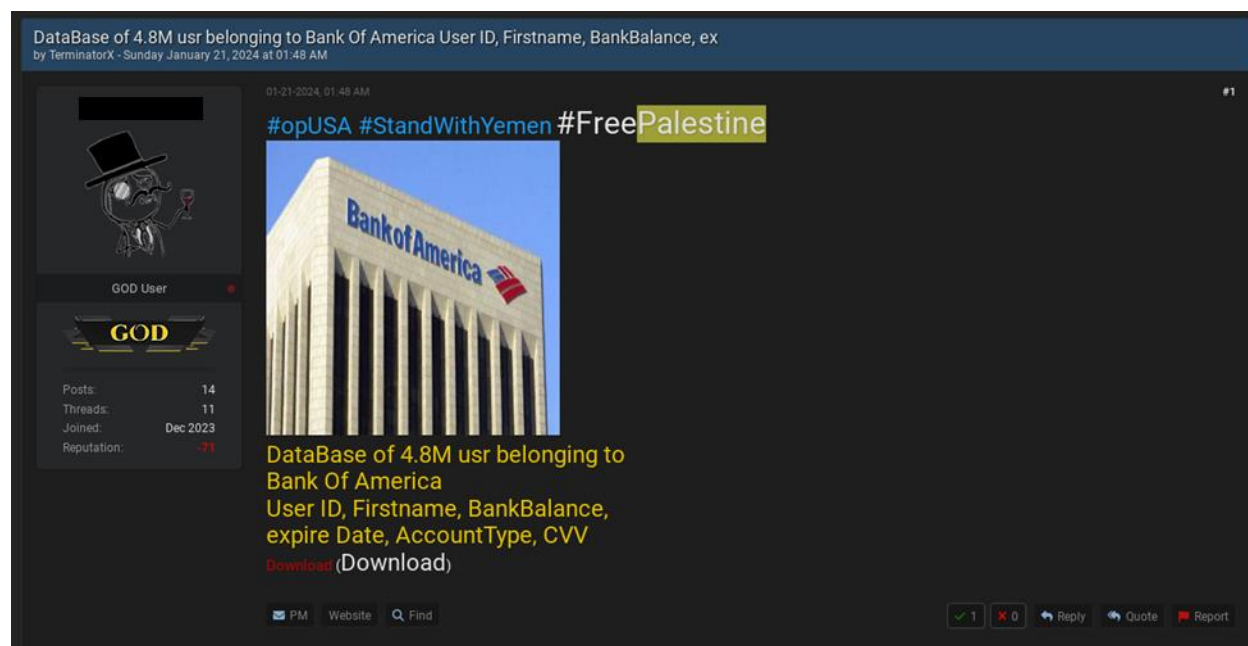 DataBase of 4.8M usr belonging to Bank Of America User ID, Firstname, BankBalance, ex
by TerminatorX - Sunday January 21, 2024 at 01:48 AM
01-21-2024, 01:48 AM
#1
#opUSA #StandWithYemen #FreePalestine
Bank of America
GOD User
GOD
Posts: 14
Threads: 11
Joined: Dec 2023
Reputation: -71
DataBase of 4.8M usr belonging to
Bank Of America
User ID, Firstname, BankBalance,
expire Date, AccountType, CVV
Download (Download)
PM Website Find
1 0 Reply Quote Report